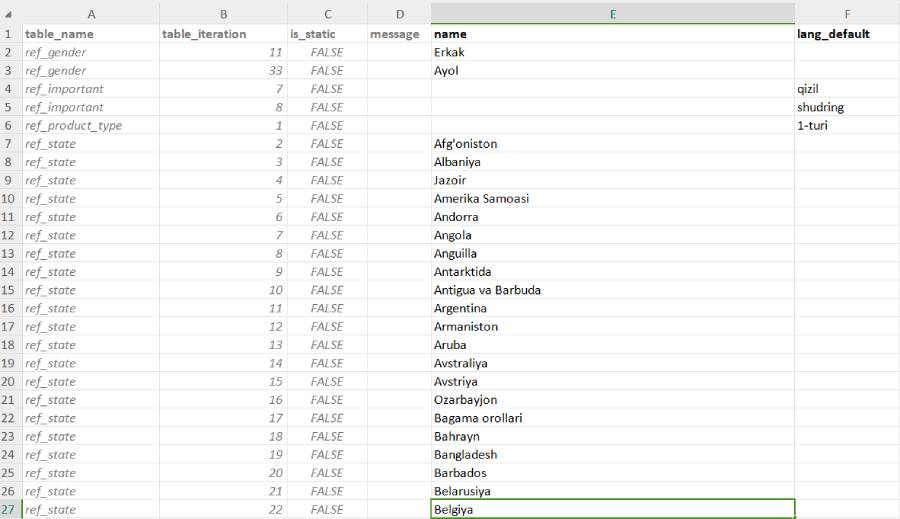 A B C D E F
1 table_name table_iteration is_static message name lang_default
2 ref_gender 11 FALSE Erkak
3 ref_gender 33 FALSE Ayol
4 ref_important 7 FALSE qizil
5 ref_important 8 FALSE shudring
6 ref_product_type 1 FALSE 1-turi
7 ref_state 2 FALSE Afg'oniston
8 ref_state 3 FALSE Albaniya
9 ref_state 4 FALSE Jazoir
10 ref_state 5 FALSE Amerika Samoasi
11 ref_state 6 FALSE Andorra
12 ref_state 7 FALSE Angola
13 ref_state 8 FALSE Anguilla
14 ref_state 9 FALSE Antarktida
15 ref_state 10 FALSE Antigua va Barbuda
16 ref_state 11 FALSE Argentina
17 ref_state 12 FALSE Armaniston
18 ref_state 13 FALSE Aruba
19 ref_state 14 FALSE Avstraliya
20 ref_state 15 FALSE Avstriya
21 ref_state 16 FALSE Ozarbayjon
22 ref_state 17 FALSE Bagama orollari
23 ref_state 18 FALSE Bahrayn
24 ref_state 19 FALSE Bangladesh
25 ref_state 20 FALSE Barbados
26 ref_state 21 FALSE Belarusiya
27 ref_state 22 FALSE Belgiya